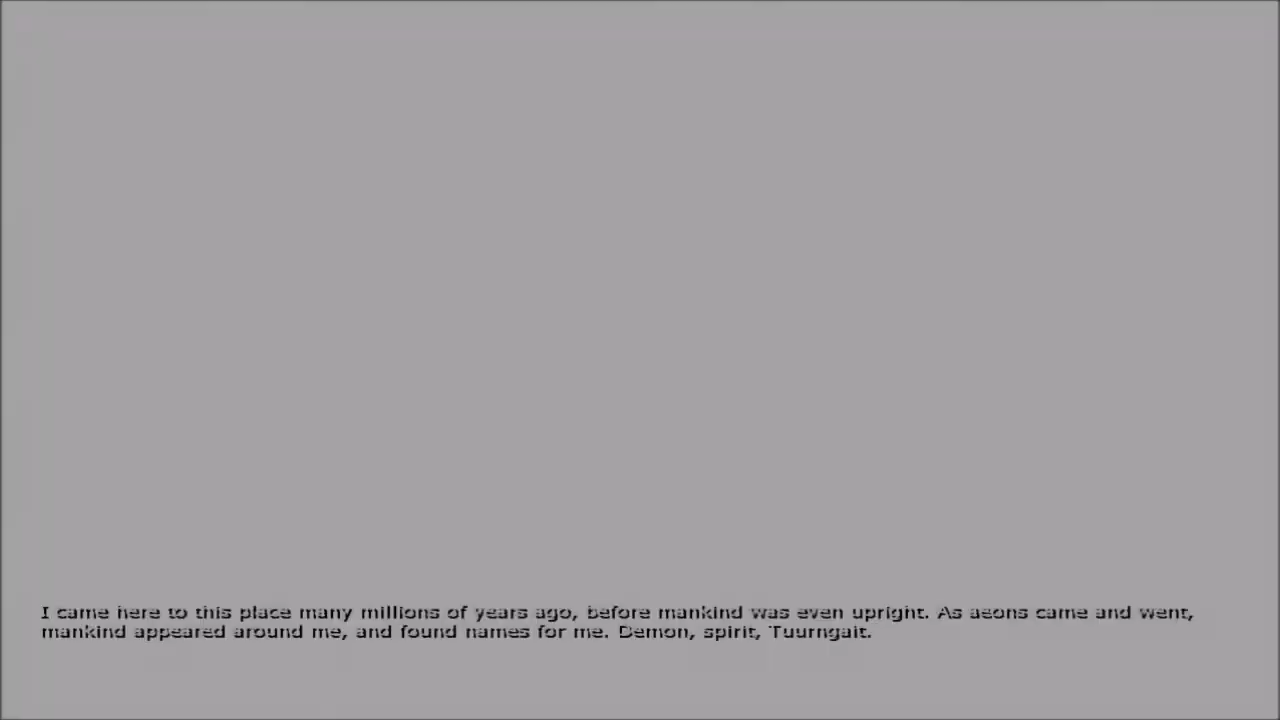 I came here to this place many millions of years ago, before mankind was even upright. As aeons came and went,
mankind appeared around me, and found names for me. Demon, spirit, Tuurngait.